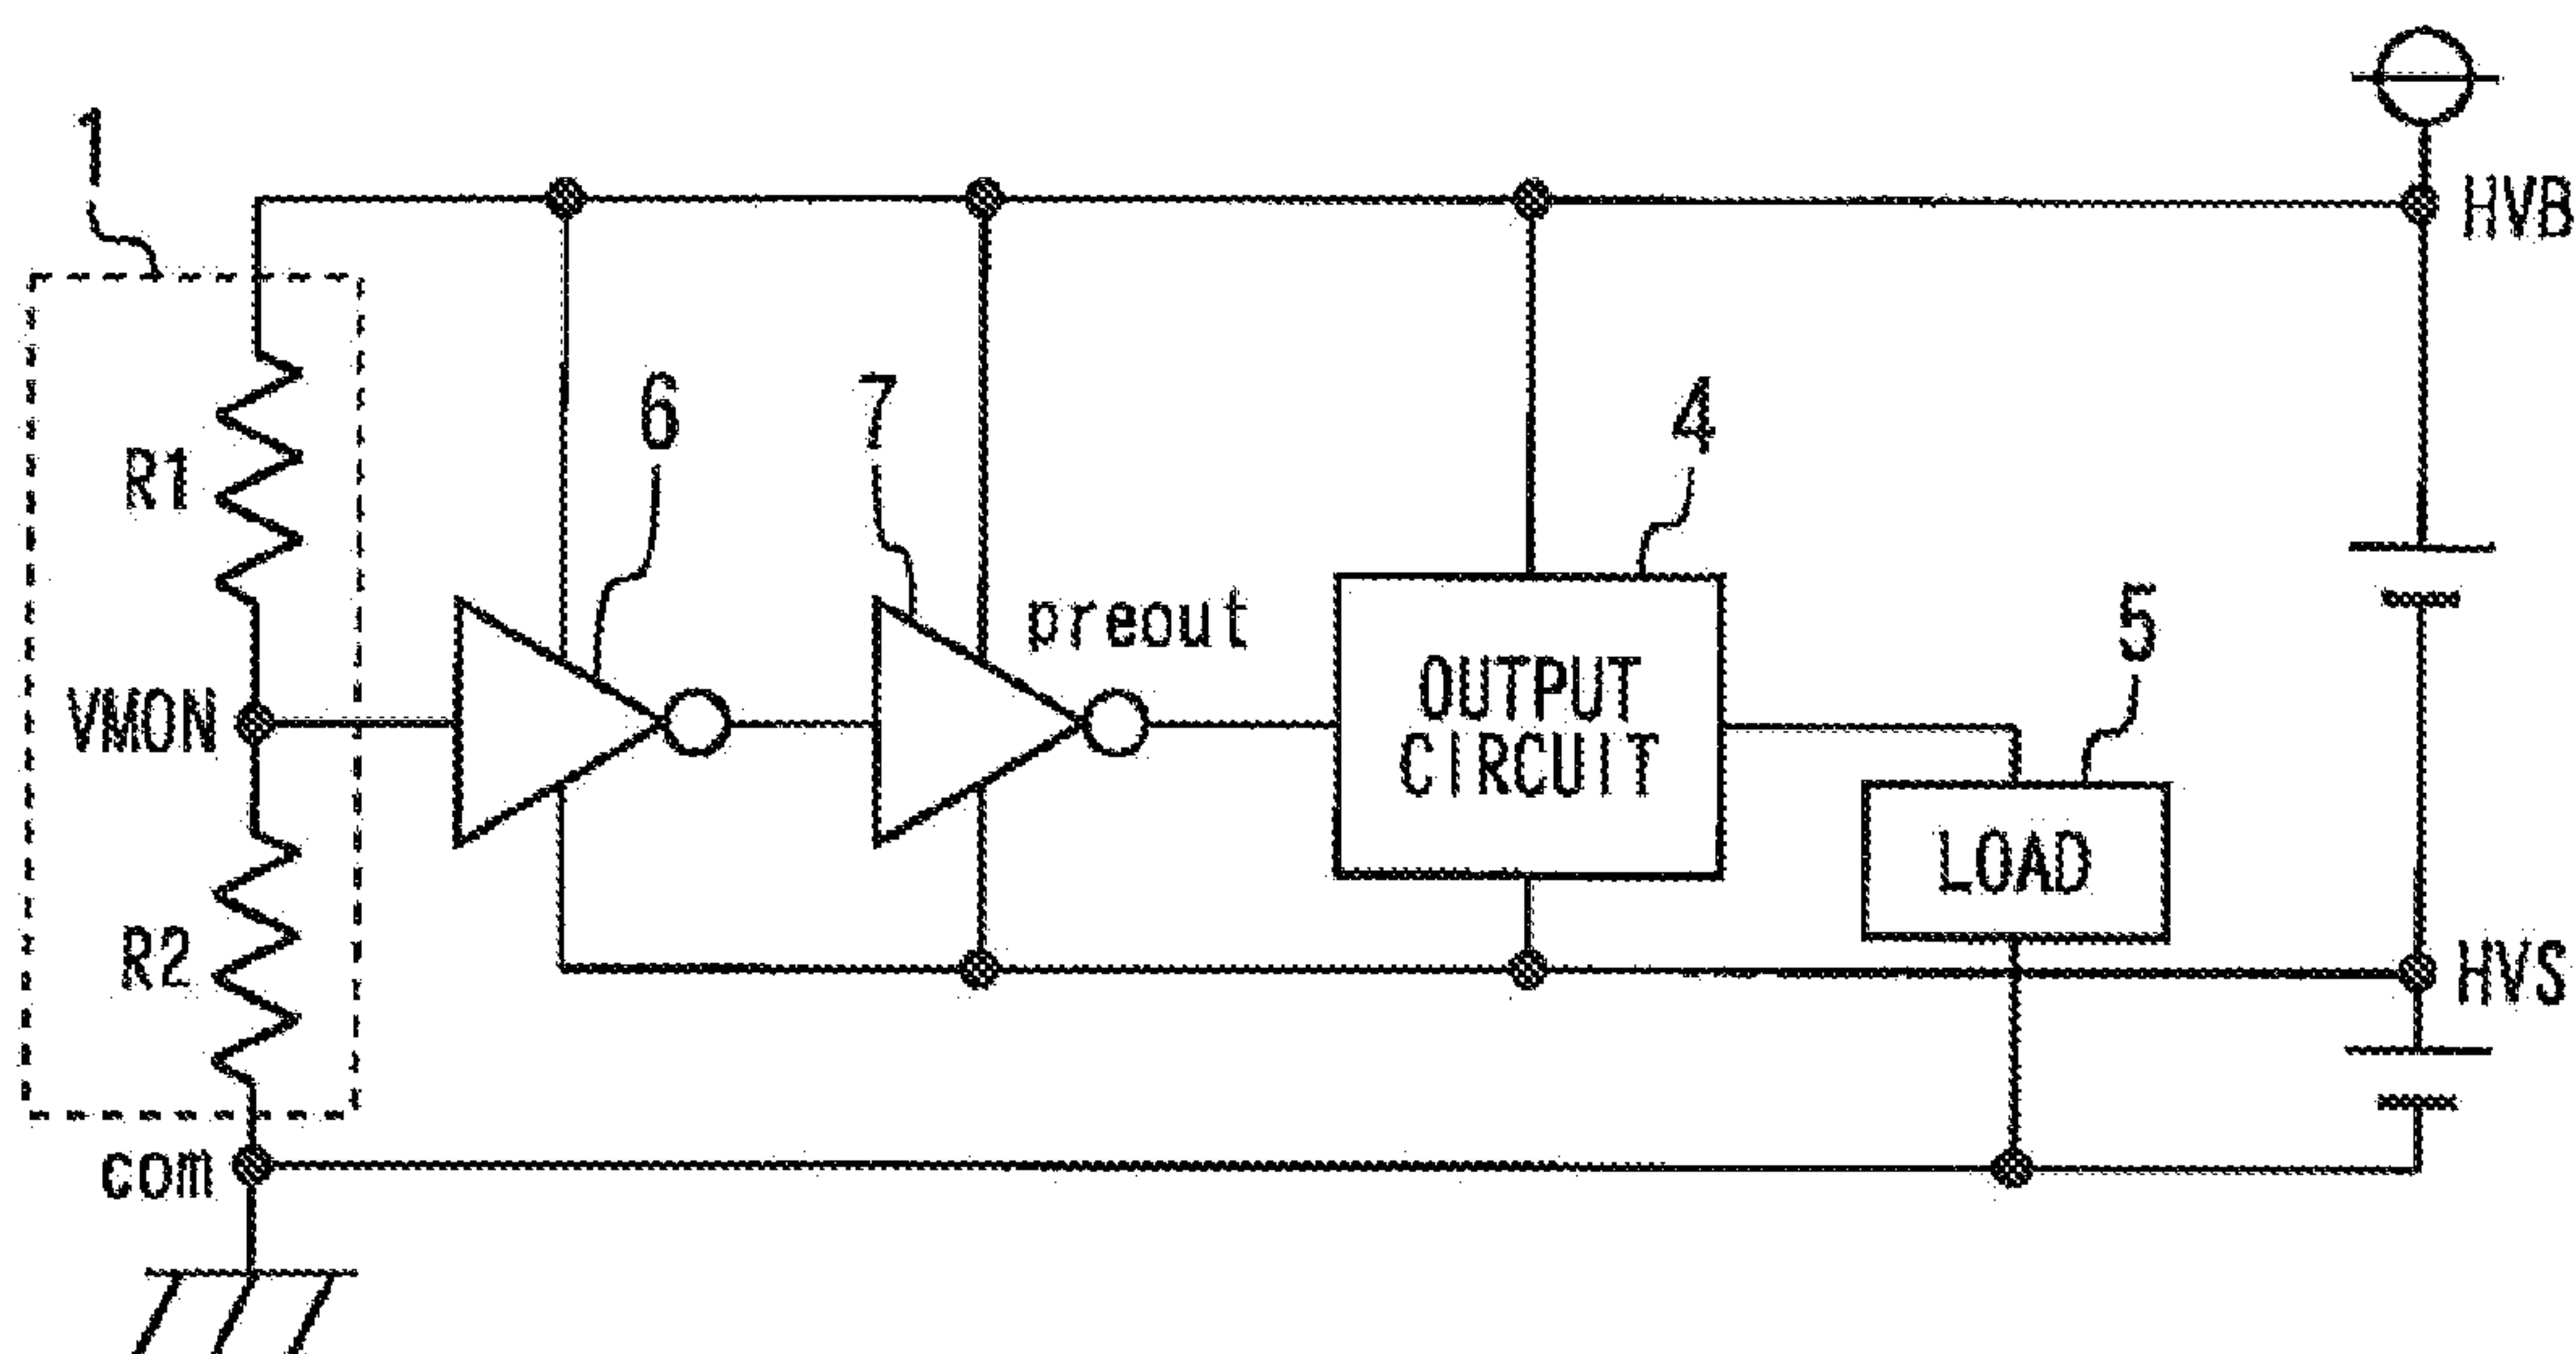 1
HVB
6
7
4
R1
preout
5
OUTPUT
CIRCUIT
VMON
LOAD
R2
HVS
com